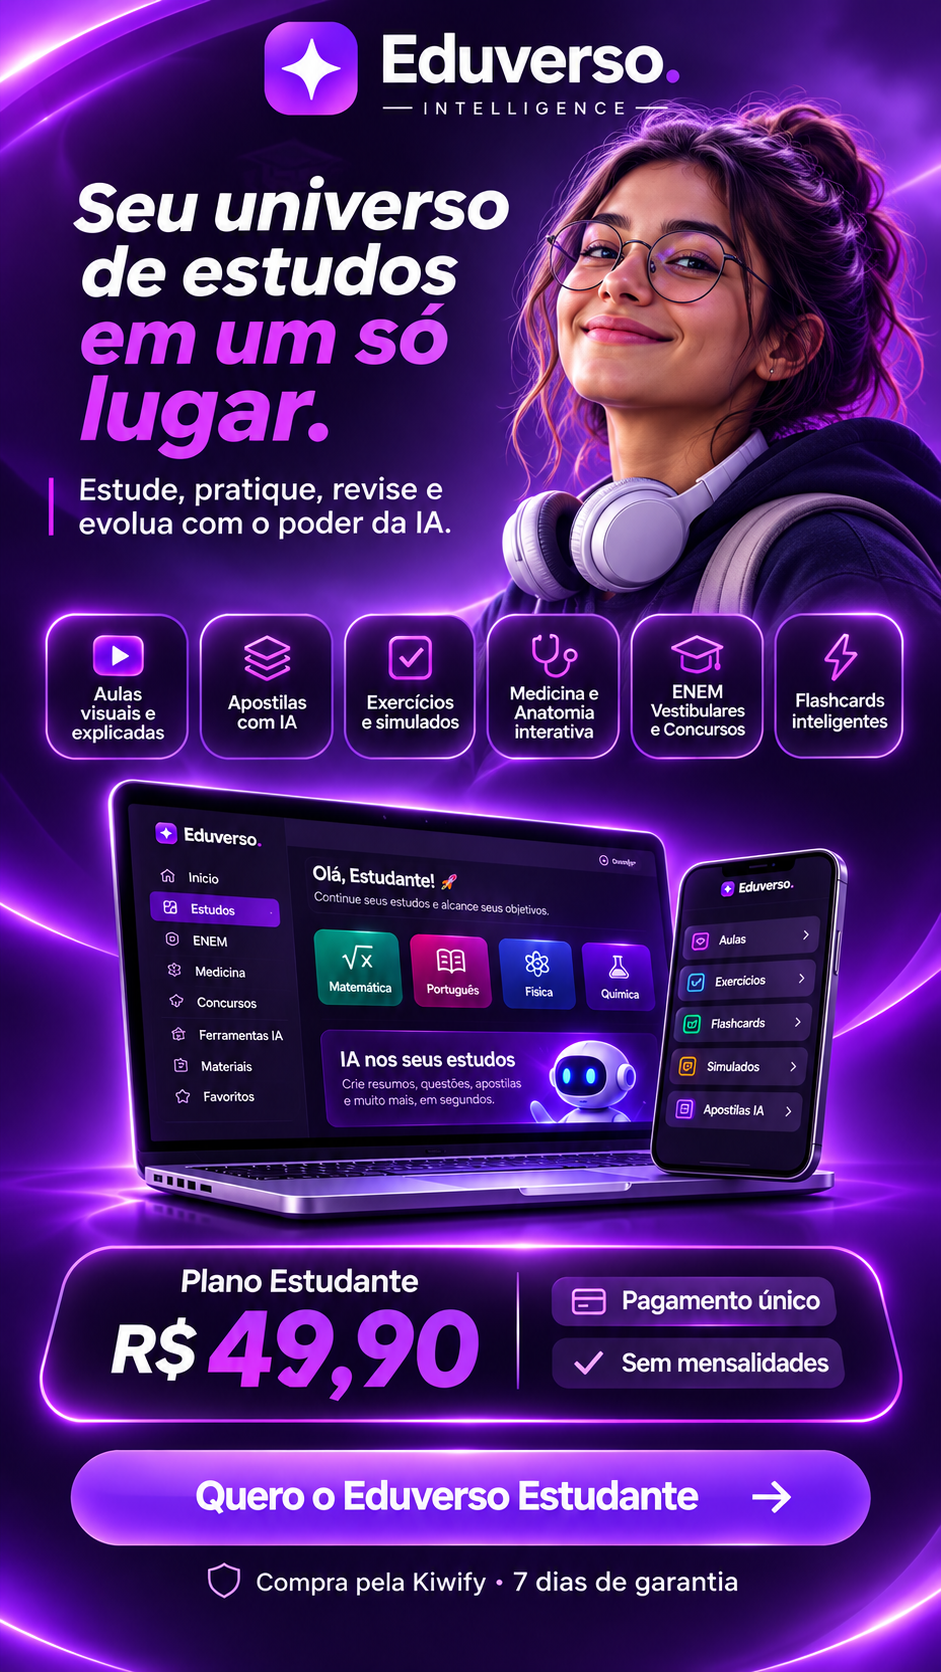 Eduverso.
INTELLIGENCE
Seu universo
de estudos
em um só
lugar.
Estude, pratique, revise e
evolua com o poder da IA.
Aulas
visuais e
explicadas
Apostilas
com IA
Exercícios
e simulados
Medicina e
Anatomia
interativa
ENEM
Vestibulares
e Concursos
Flashcards
inteligentes
Eduverso.
Inicio
Estudos
ENEM
Medicina
Concursos
Ferramentas IA
Materiais
Favoritos
Olá, Estudante! 🚀
Continue seus estudos e alcance seus objetivos.
Matemática
Português
Física
Quimica
IA nos seus estudos
Crie resumos, questões, apostilas
e muito mais, em segundos.
Eduverso.
Aulas
Exercícios
Flashcards
Simulados
Apostilas IA
Plano Estudante
R$ 49,90
Pagamento único
Sem mensalidades
Quero o Eduverso Estudante →
Compra pela Kiwify • 7 dias de garantia